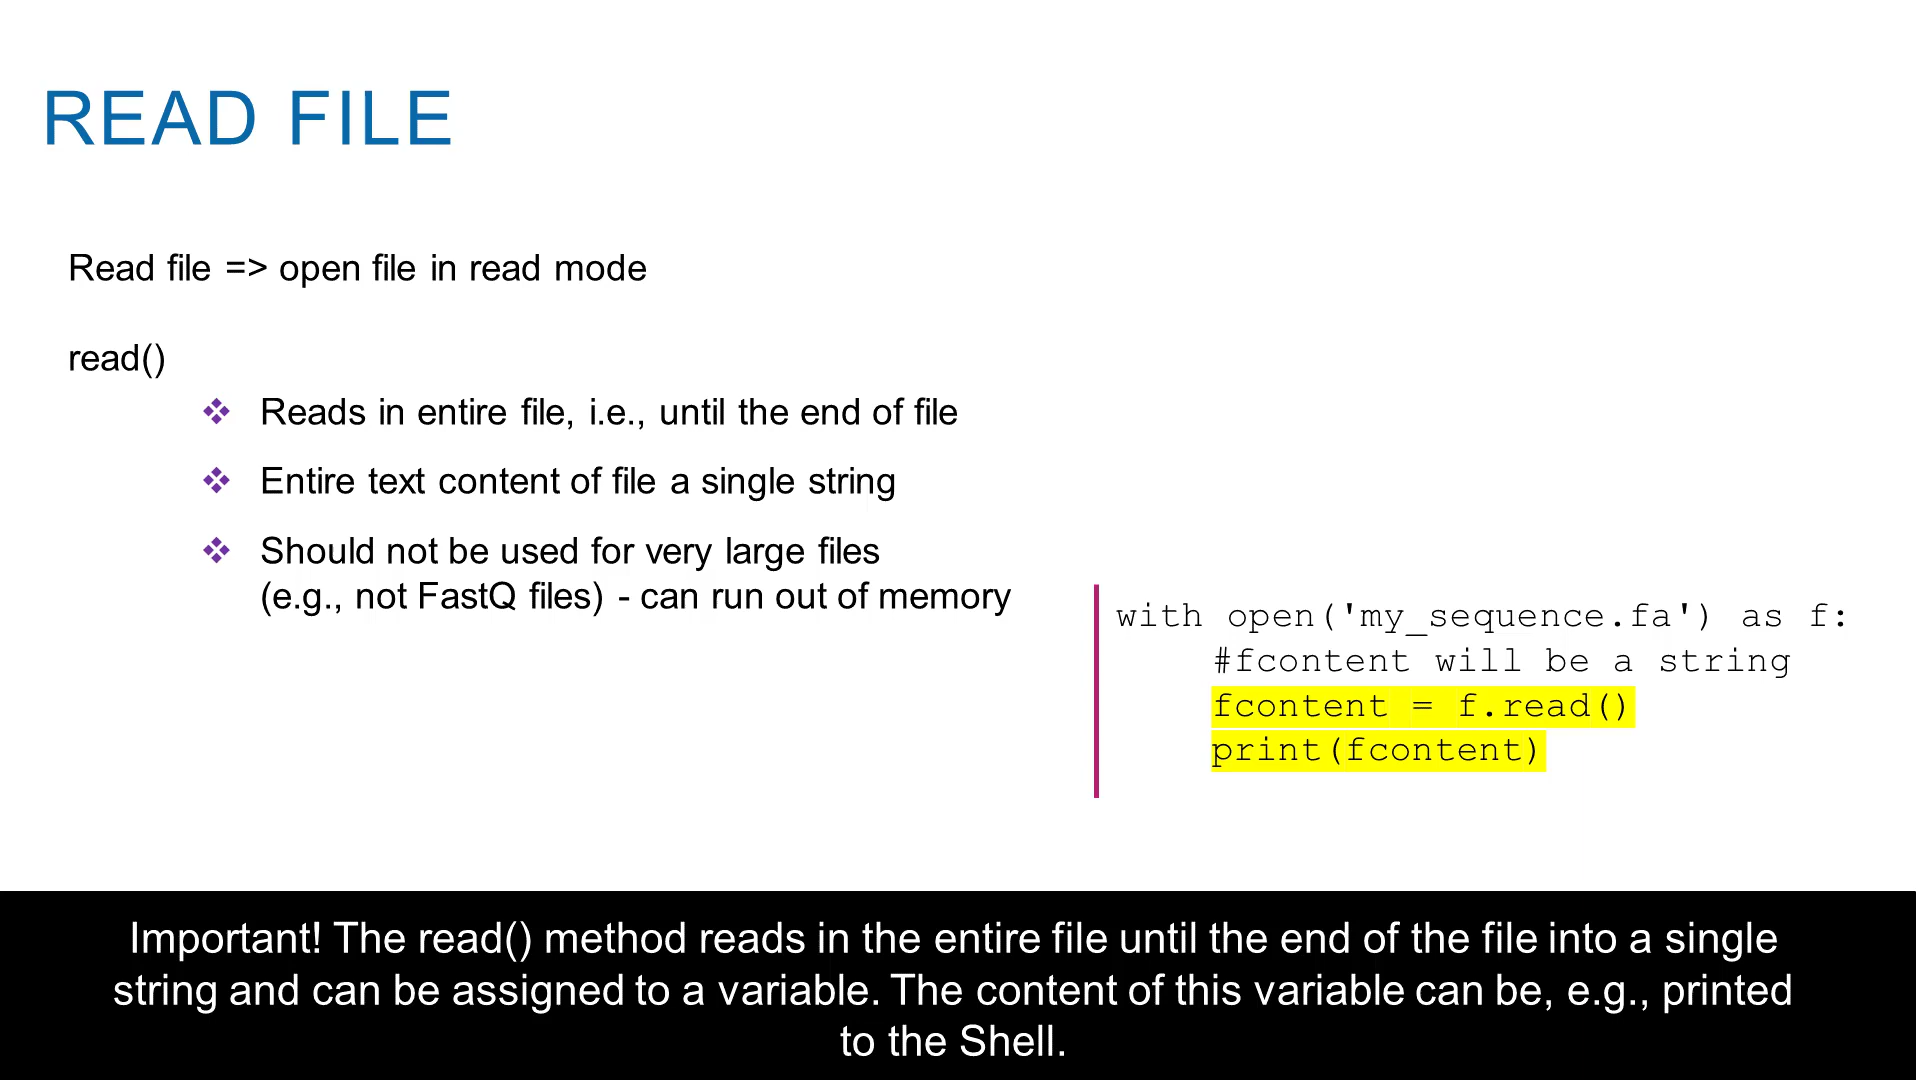 READ FILE
Read file => open file in read mode
read()
❖ Reads in entire file, i.e., until the end of file
❖ Entire text content of file a single string
❖ Should not be used for very large files
(e.g., not FastQ files) - can run out of memory
with open('my_sequence.fa') as f:
#fcontent will be a string
fcontent = f.read()
print(fcontent)
Important! The read() method reads in the entire file until the end of the file into a single
string and can be assigned to a variable. The content of this variable can be, e.g., printed
to the Shell.